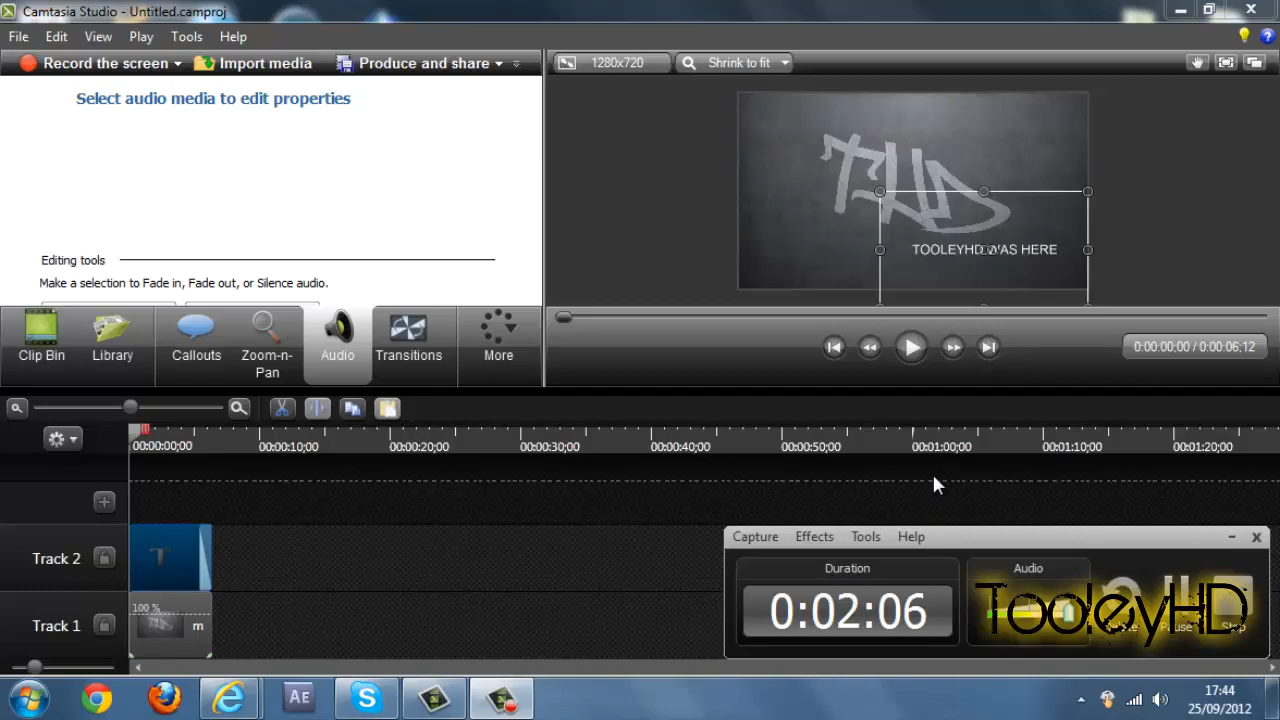 Camtasia Studio - Untitled.camproj
File Edit View Play Tools Help
Record the screen Import media Produce and share 1280x720 Shrink to fit
Select audio media to edit properties
THD
TOOLEYHD WAS HERE
Editing tools
Make a selection to Fade in, Fade out, or Silence audio.
Clip Bin Library Callouts Zoom-n-Pan Audio Transitions More
0:00:00;00 / 0:00:06;12
00:00:00;00 00:00:10;00 00:00:20;00 00:00:30;00 00:00:40;00 00:00:50;00 00:01:00;00 00:01:10;00 00:01:20;00
Capture Effects Tools Help
Duration Audio
Track 2 T
0:02:06
TooleyHD
Delete Pause Stop
100 %
Track 1 m
AE
17:44
25/09/2012